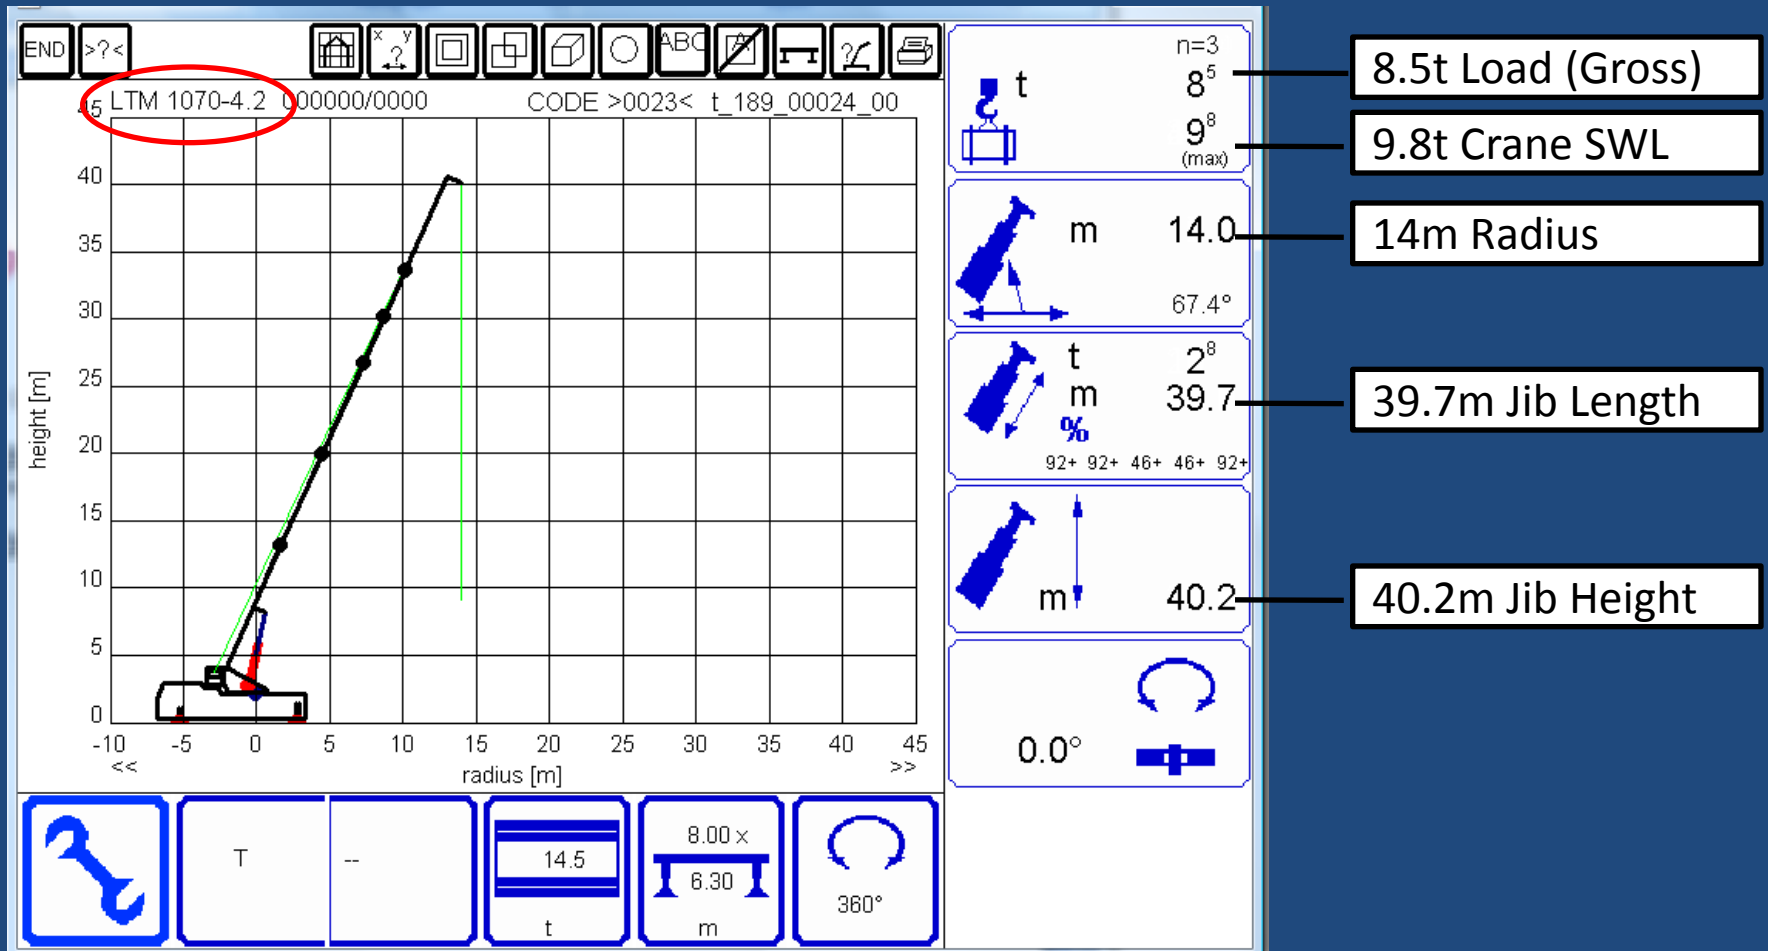 END >?< x y ? ABC A ?
LTM 1070-4.2 000000/0000 CODE >0023< t_189_00024_00
45
40
35
30
25
20
15
10
5
0
height [m]
-10 -5 0 5 10 15 20 25 30 35 40 45
<< radius [m] >>
n=3
t 8⁵
9⁸
(max)
m 14.0
67.4°
t 2⁸
m 39.7
%
92+ 92+ 46+ 46+ 92+
m 40.2
0.0°
T --
14.5
t
8.00 x
6.30
m
360°
8.5t Load (Gross)
9.8t Crane SWL
14m Radius
39.7m Jib Length
40.2m Jib Height